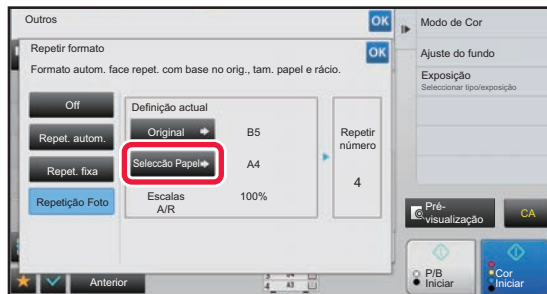 Outros
OK
Repetir formato
OK
Formato autom. face repet. com base no orig., tam. papel e rácio.
Off
Repet. autom.
Repet. fixa
Repetição Foto
Definição actual
Original
B5
Selecção Papel
A4
Escalas
A/R
100%
Repetir
número
4
Modo de Cor
Ajuste do fundo
Exposição
Seleccionar tipo/exposição
Pré-
visualização
CA
P/B
Iniciar
Cor
Iniciar
Anterior
A3